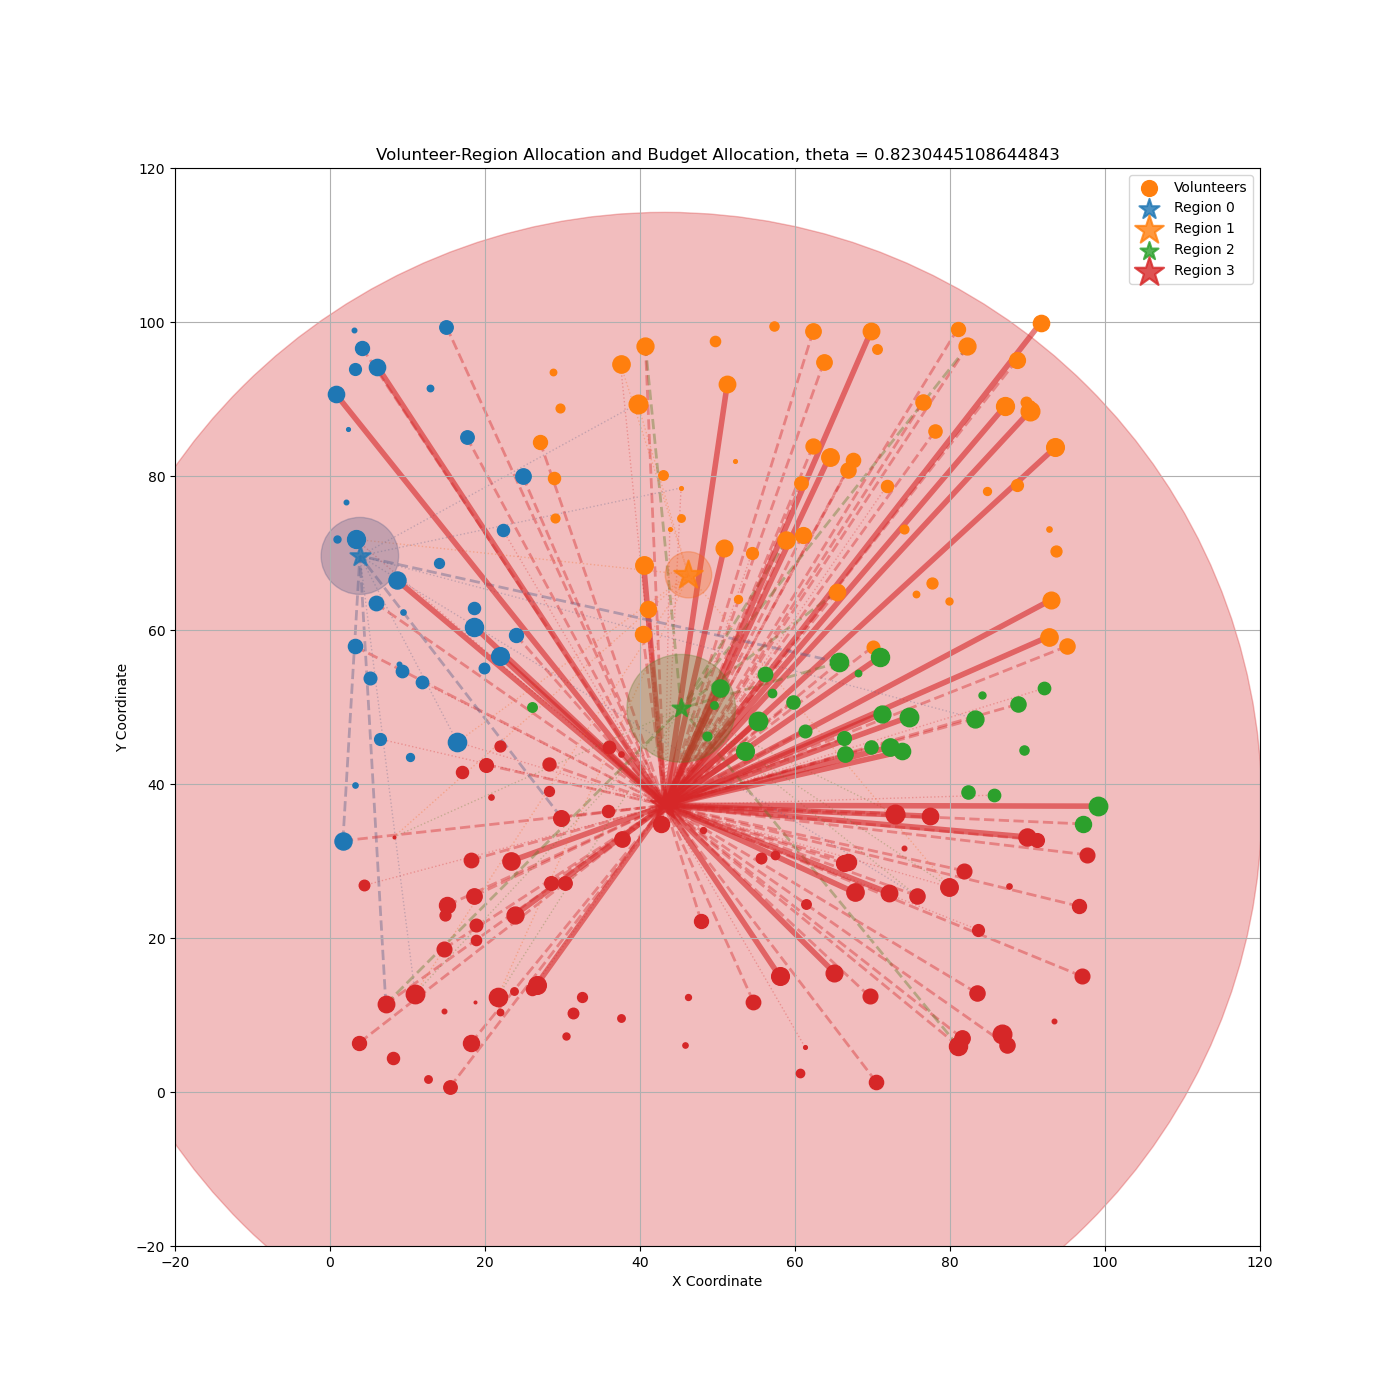 Volunteer-Region Allocation and Budget Allocation, theta = 0.8230445108644843
Volunteers
Region 0
Region 1
Region 2
Region 3
120
100
80
60
40
20
0
−20
Y Coordinate
−20
0
20
40
60
80
100
120
X Coordinate